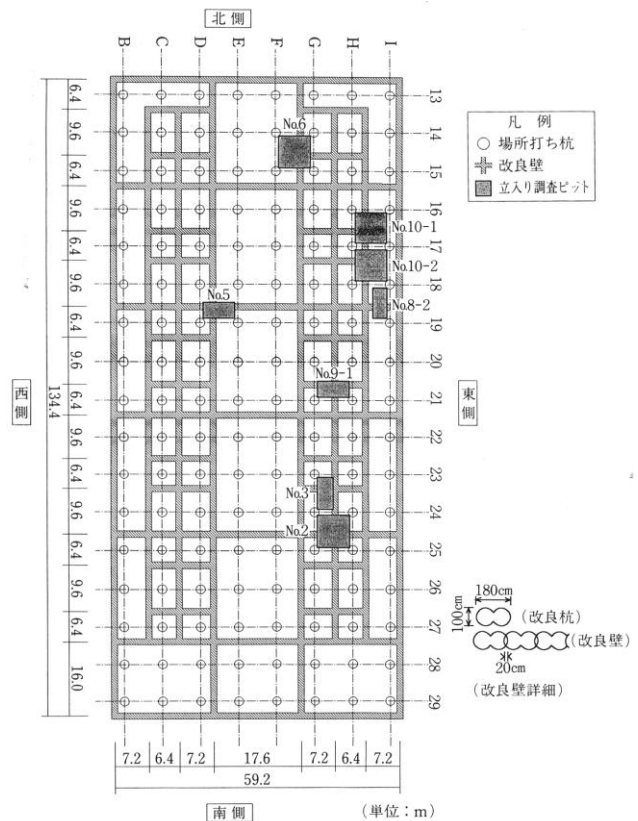 北側
B C D E F G H I
13
14
15
16
17
18
19
20
21
22
23
24
25
26
27
28
29
6.4
9.6
6.4
9.6
6.4
9.6
6.4
9.6
6.4
9.6
6.4
9.6
6.4
9.6
6.4
16.0
134.4
西側
東側
No.6
No.10-1
No.10-2
No.8-2
No.5
No.9-1
No.3
No.2
凡 例
場所打ち杭
改良壁
立入り調査ピット
180cm
100cm
(改良杭)
(改良壁)
20cm
(改良壁詳細)
7.2 6.4 7.2 17.6 7.2 6.4 7.2
59.2
南側
(単位:m)